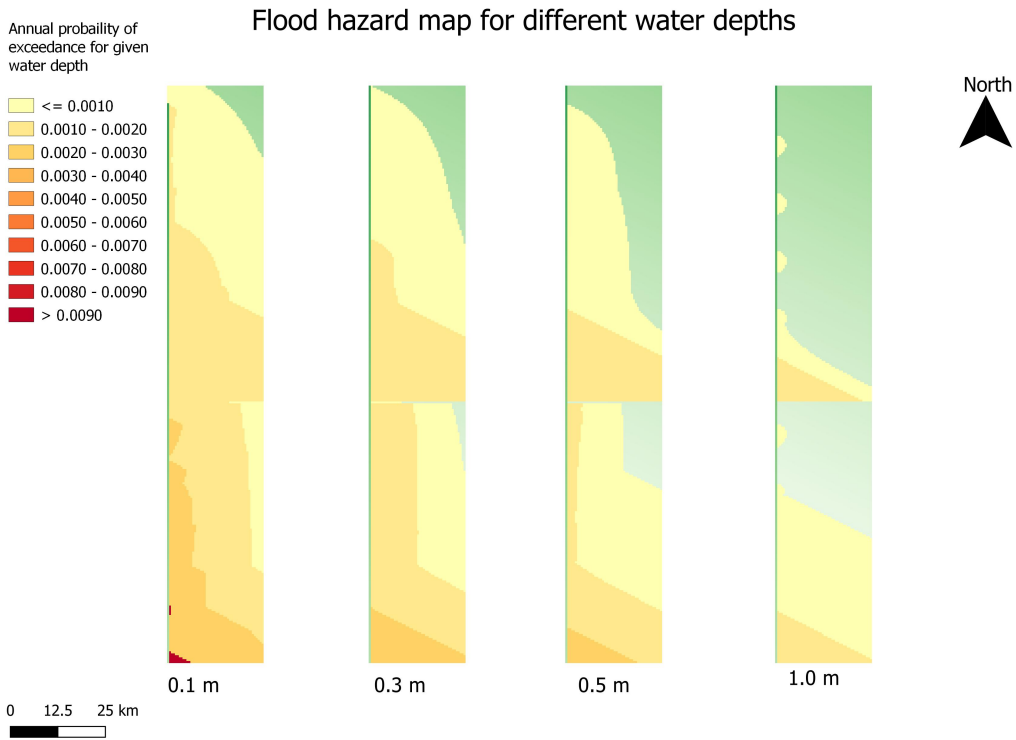 Flood hazard map for different water depths
Annual probaility of
exceedance for given
water depth
<= 0.0010
0.0010 - 0.0020
0.0020 - 0.0030
0.0030 - 0.0040
0.0040 - 0.0050
0.0050 - 0.0060
0.0060 - 0.0070
0.0070 - 0.0080
0.0080 - 0.0090
> 0.0090
North
0.1 m
0.3 m
0.5 m
1.0 m
0 12.5 25 km